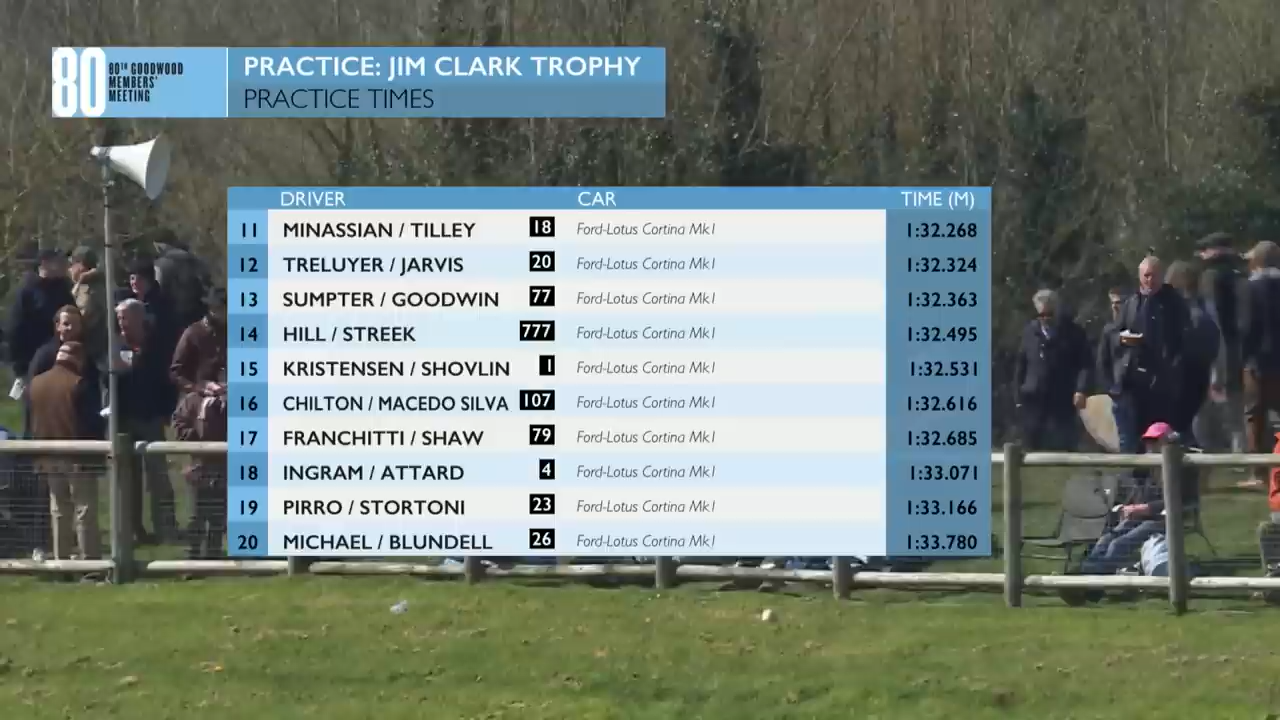 80
80TH GOODWOOD
MEMBERS'
MEETING
PRACTICE: JIM CLARK TROPHY
PRACTICE TIMES
DRIVER CAR TIME (M)
11 MINASSIAN / TILLEY 18 Ford-Lotus Cortina Mk1 1:32.268
12 TRELUYER / JARVIS 20 Ford-Lotus Cortina Mk1 1:32.324
13 SUMPTER / GOODWIN 77 Ford-Lotus Cortina Mk1 1:32.363
14 HILL / STREEK 777 Ford-Lotus Cortina Mk1 1:32.495
15 KRISTENSEN / SHOVLIN 1 Ford-Lotus Cortina Mk1 1:32.531
16 CHILTON / MACEDO SILVA 107 Ford-Lotus Cortina Mk1 1:32.616
17 FRANCHITTI / SHAW 79 Ford-Lotus Cortina Mk1 1:32.685
18 INGRAM / ATTARD 4 Ford-Lotus Cortina Mk1 1:33.071
19 PIRRO / STORTONI 23 Ford-Lotus Cortina Mk1 1:33.166
20 MICHAEL / BLUNDELL 26 Ford-Lotus Cortina Mk1 1:33.780